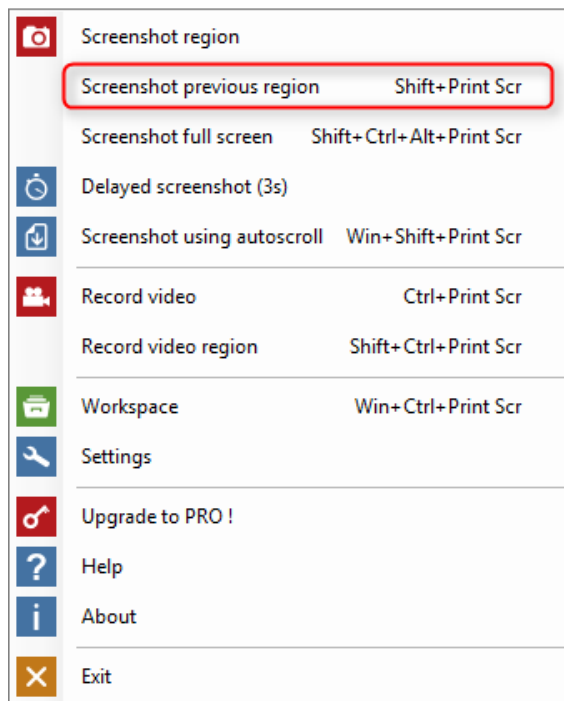 Screenshot region
Screenshot previous region Shift+Print Scr
Screenshot full screen Shift+Ctrl+Alt+Print Scr
Delayed screenshot (3s)
Screenshot using autoscroll Win+Shift+Print Scr
Record video Ctrl+Print Scr
Record video region Shift+Ctrl+Print Scr
Workspace Win+Ctrl+Print Scr
Settings
Upgrade to PRO !
Help
About
Exit